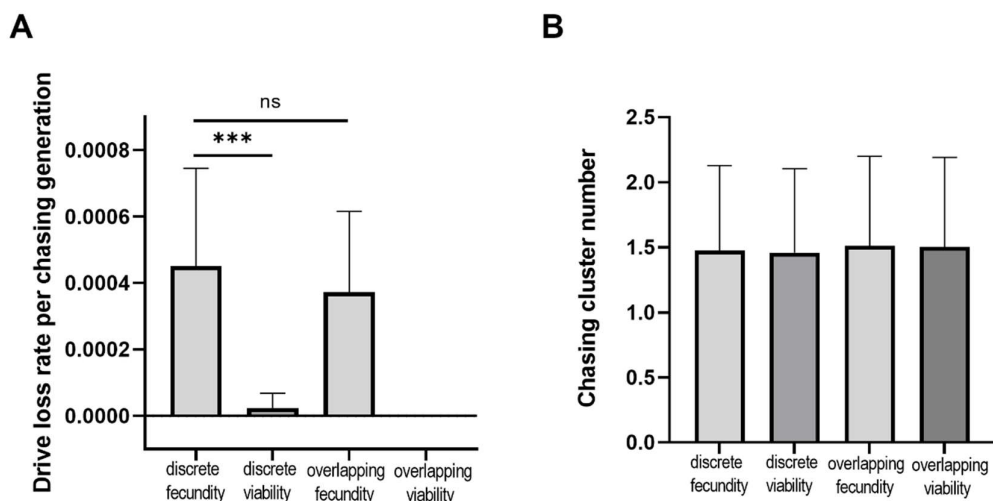 A
Drive loss rate per chasing generation
ns
***
0.0008
0.0006
0.0004
0.0002
0.0000
discrete
fecundity
discrete
viability
overlapping
fecundity
overlapping
viability
B
Chasing cluster number
2.5
2.0
1.5
1.0
0.5
0.0
discrete
fecundity
discrete
viability
overlapping
fecundity
overlapping
viability